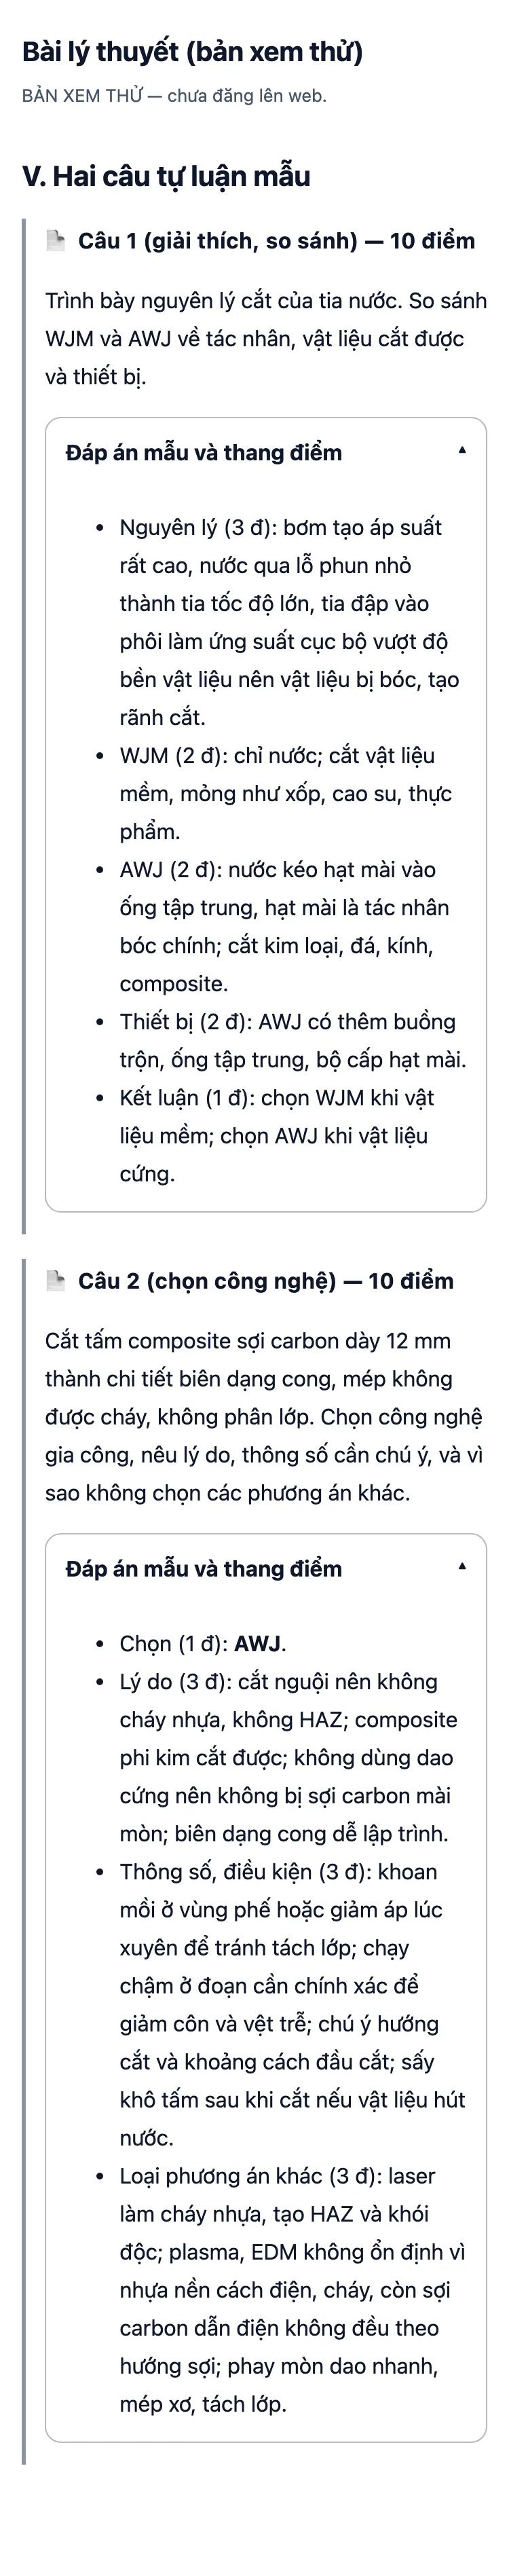 Bài lý thuyết (bản xem thử)
BẢN XEM THỬ — chưa đăng lên web.
V. Hai câu tự luận mẫu
Câu 1 (giải thích, so sánh) — 10 điểm
Trình bày nguyên lý cắt của tia nước. So sánh
WJM và AWJ về tác nhân, vật liệu cắt được
và thiết bị.
Đáp án mẫu và thang điểm
• Nguyên lý (3 đ): bơm tạo áp suất
rất cao, nước qua lỗ phun nhỏ
thành tia tốc độ lớn, tia đập vào
phôi làm ứng suất cục bộ vượt độ
bền vật liệu nên vật liệu bị bóc, tạo
rãnh cắt.
• WJM (2 đ): chỉ nước; cắt vật liệu
mềm, mỏng như xốp, cao su, thực
phẩm.
• AWJ (2 đ): nước kéo hạt mài vào
ống tập trung, hạt mài là tác nhân
bóc chính; cắt kim loại, đá, kính,
composite.
• Thiết bị (2 đ): AWJ có thêm buồng
trộn, ống tập trung, bộ cấp hạt mài.
• Kết luận (1 đ): chọn WJM khi vật
liệu mềm; chọn AWJ khi vật liệu
cứng.
Câu 2 (chọn công nghệ) — 10 điểm
Cắt tấm composite sợi carbon dày 12 mm
thành chi tiết biên dạng cong, mép không
được cháy, không phân lớp. Chọn công nghệ
gia công, nêu lý do, thông số cần chú ý, và vì
sao không chọn các phương án khác.
Đáp án mẫu và thang điểm
• Chọn (1 đ): AWJ.
• Lý do (3 đ): cắt nguội nên không
cháy nhựa, không HAZ; composite
phi kim cắt được; không dùng dao
cứng nên không bị sợi carbon mài
mòn; biên dạng cong dễ lập trình.
• Thông số, điều kiện (3 đ): khoan
mồi ở vùng phế hoặc giảm áp lúc
xuyên để tránh tách lớp; chạy
chậm ở đoạn cần chính xác để
giảm côn và vệt trễ; chú ý hướng
cắt và khoảng cách đầu cắt; sấy
khô tấm sau khi cắt nếu vật liệu hút
nước.
• Loại phương án khác (3 đ): laser
làm cháy nhựa, tạo HAZ và khói
độc; plasma, EDM không ổn định vì
nhựa nền cách điện, cháy, còn sợi
carbon dẫn điện không đều theo
hướng sợi; phay mòn dao nhanh,
mép xơ, tách lớp.